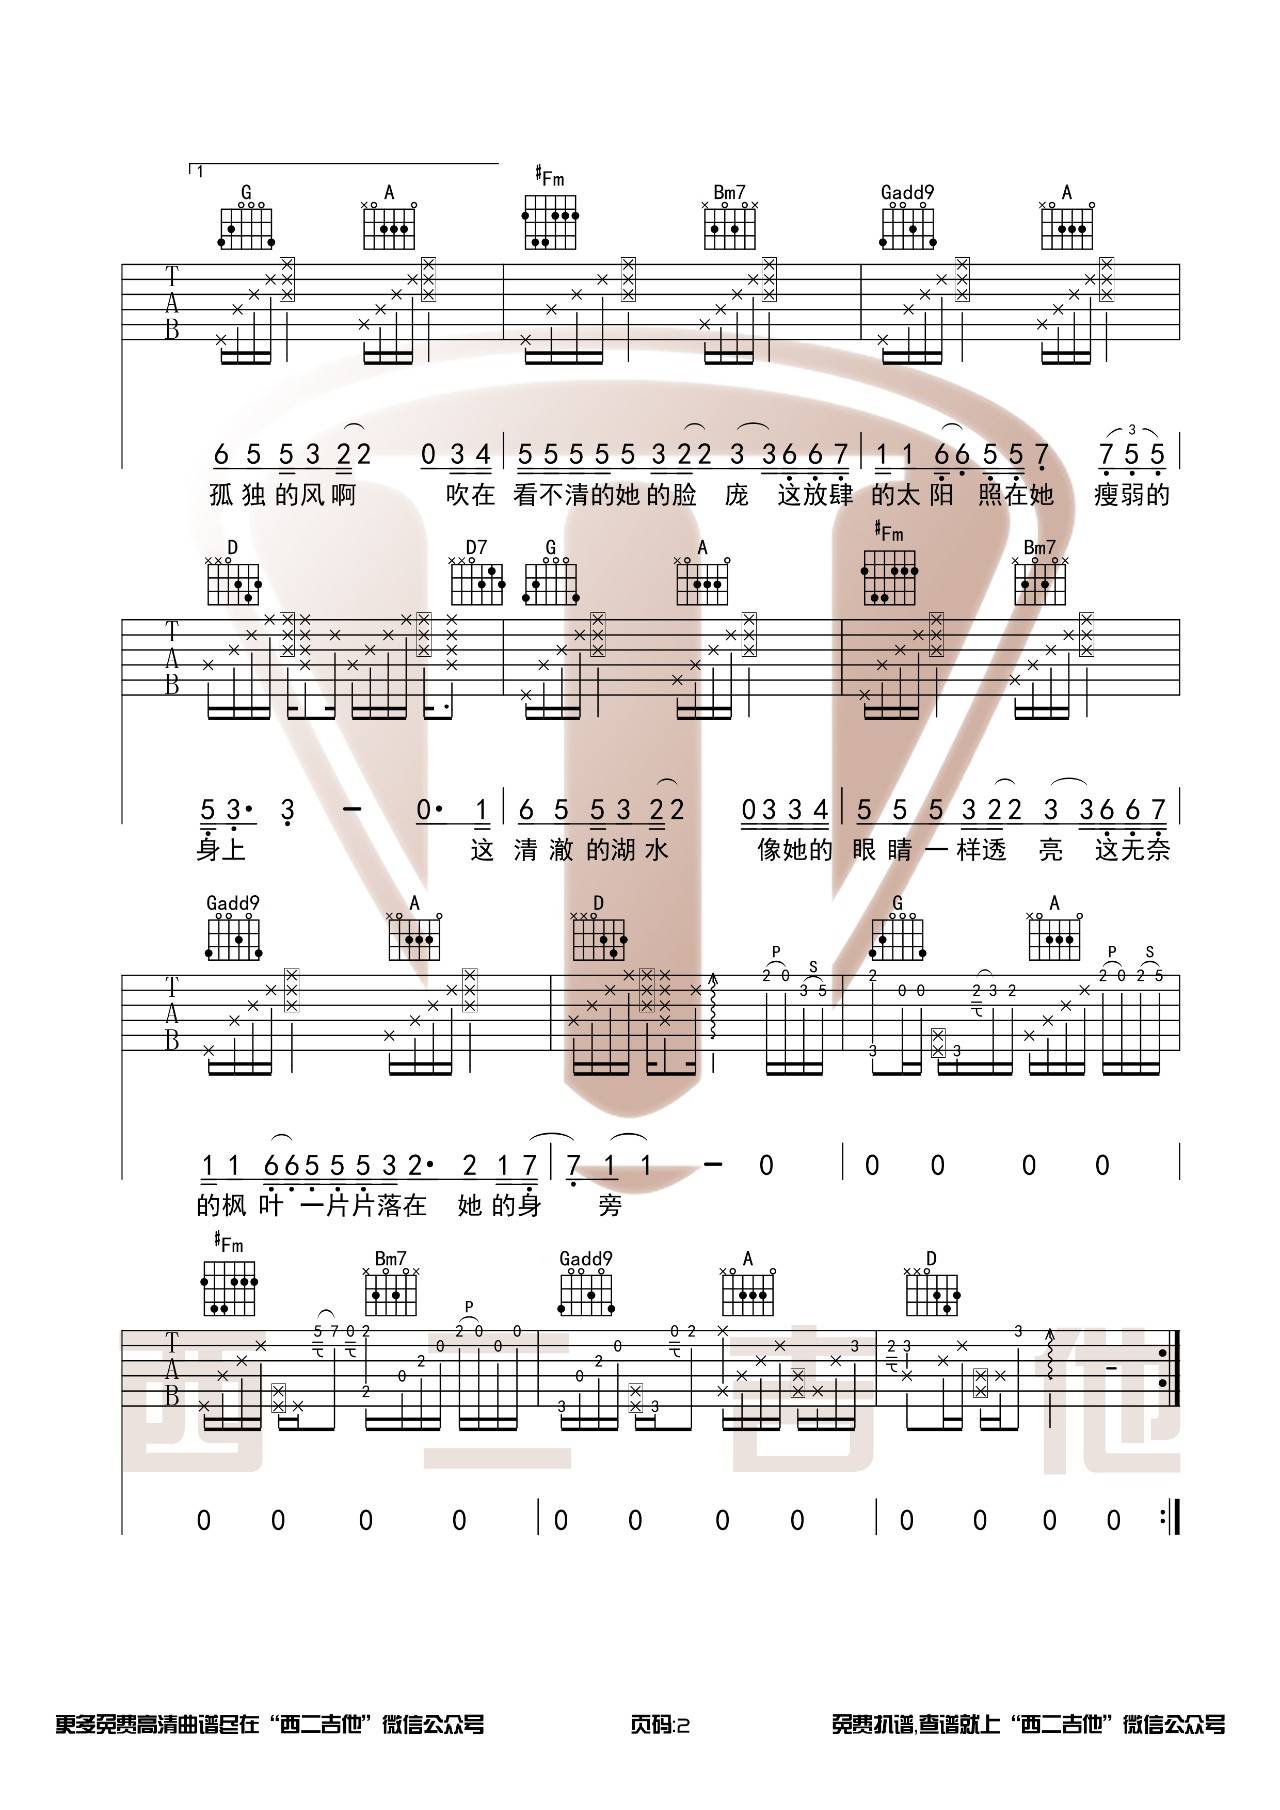 1
G A #Fm Bm7 Gadd9 A
T
A
B
3
6 5 5 3 2 2 0 3 4 5 5 5 5 5 3 2 2 3 3 6 6 7 1 1 6 6 5 5 7 7 5 5
孤独的风啊 吹在 看不清的她的脸 庞 这放肆 的太阳 照在她 瘦弱的
D D7 G A #Fm Bm7
T
A
B
5 3· 3 - 0· 1 6 5 5 3 2 2 0 3 3 4 5 5 5 3 2 2 3 3 6 6 7
身上 这 清澈的湖水 像她的 眼睛一样透 亮 这无奈
Gadd9 A D G A
P S P S
T
A
B
2 0 3 5 2 3 0 0 3 2 3 2 2 0 2 5
1 1 6 6 5 5 5 3 2· 2 1 7 7 1 1 - 0 0 0 0 0
的枫叶 一片片落在 她的身 旁
#Fm Bm7 Gadd9 A D
P
T
A
B
5 7 0 2 2 0 2 0 2 0 0 0 3 0 2 0 3 0 2 3 2 3 3 -
0 0 0 0 0 0 0 0 0 0 0 0
西二吉他
更多免费高清曲谱尽在“西二吉他”微信公众号 页码:2 免费扒谱,查谱就上“西二吉他”微信公众号